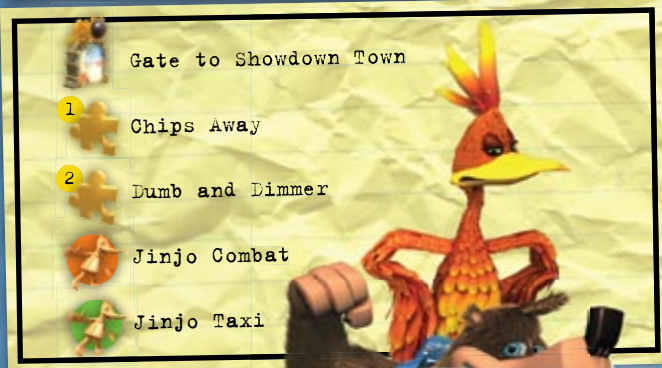 Gate to Showdown Town
1
Chips Away
2
Dumb and Dimmer
Jinjo Combat
Jinjo Taxi